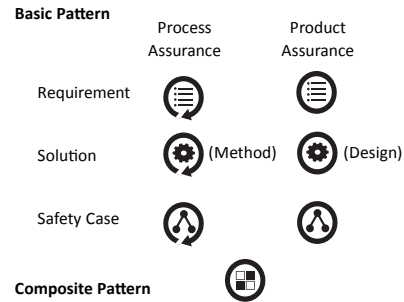 Basic Pattern
Process Assurance
Product Assurance
Requirement
Solution
(Method)
(Design)
Safety Case
Composite Pattern